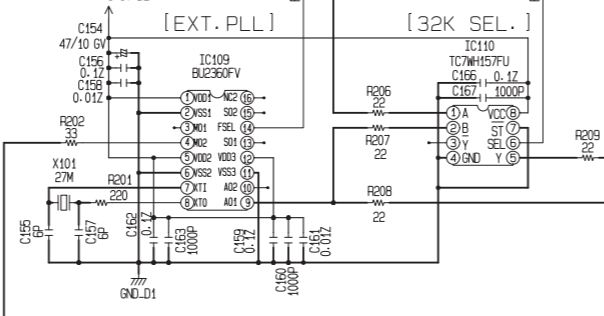 [EXT.PLL]
[32K SEL.]
C154
47/10 GV
C156
0.1Z
C158
0.01Z
IC109
BU2360FV
1 VDD1
2 VSS1
3 MO1
4 MO2
5 VDD2
6 VSS2
7 XTI
8 XTO
NC2 16
SO2 15
FSEL 14
SO1 13
VDD3 12
VSS3 11
AO2 10
AO1 9
R202
33
X101
27M
R201
220
C155
6P
C157
6P
C162
0.1Z
C163
1000P
C159
0.1Z
C160
1000P
C161
0.01Z
GND_D1
R206
22
R207
22
R208
22
IC110
TC7WH157FU
C166 0.1Z
C167 1000P
1 A
2 B
3 Y
4 GND
VCC 8
ST 7
SEL 6
Y 5
R209
22